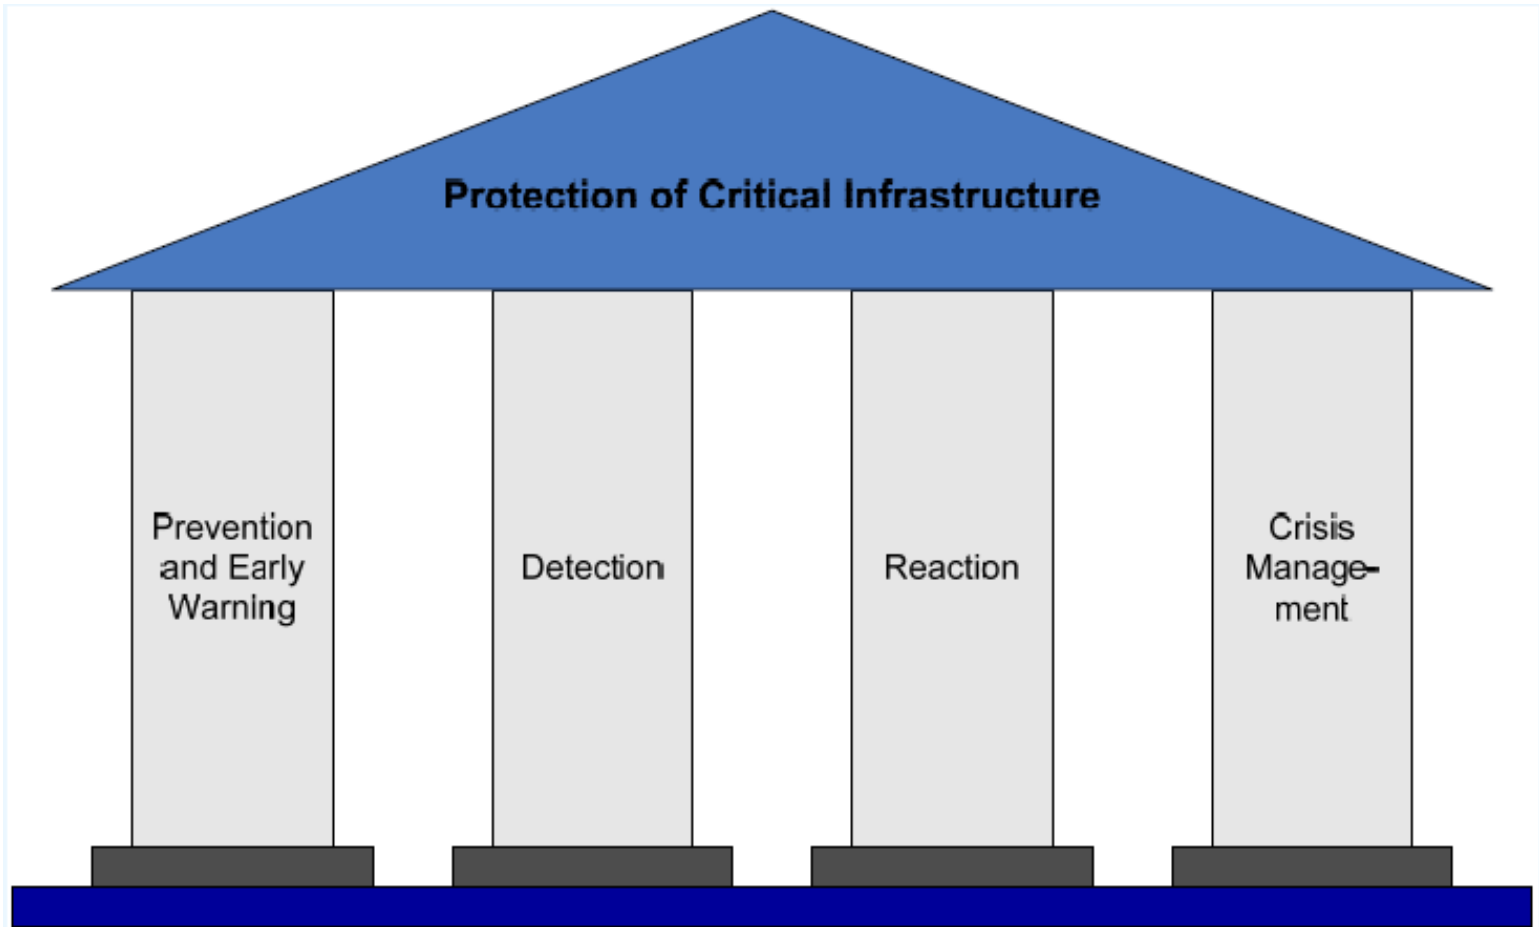 Protection of Critical Infrastructure
Prevention
and Early
Warning
Detection
Reaction
Crisis
Manage-
ment